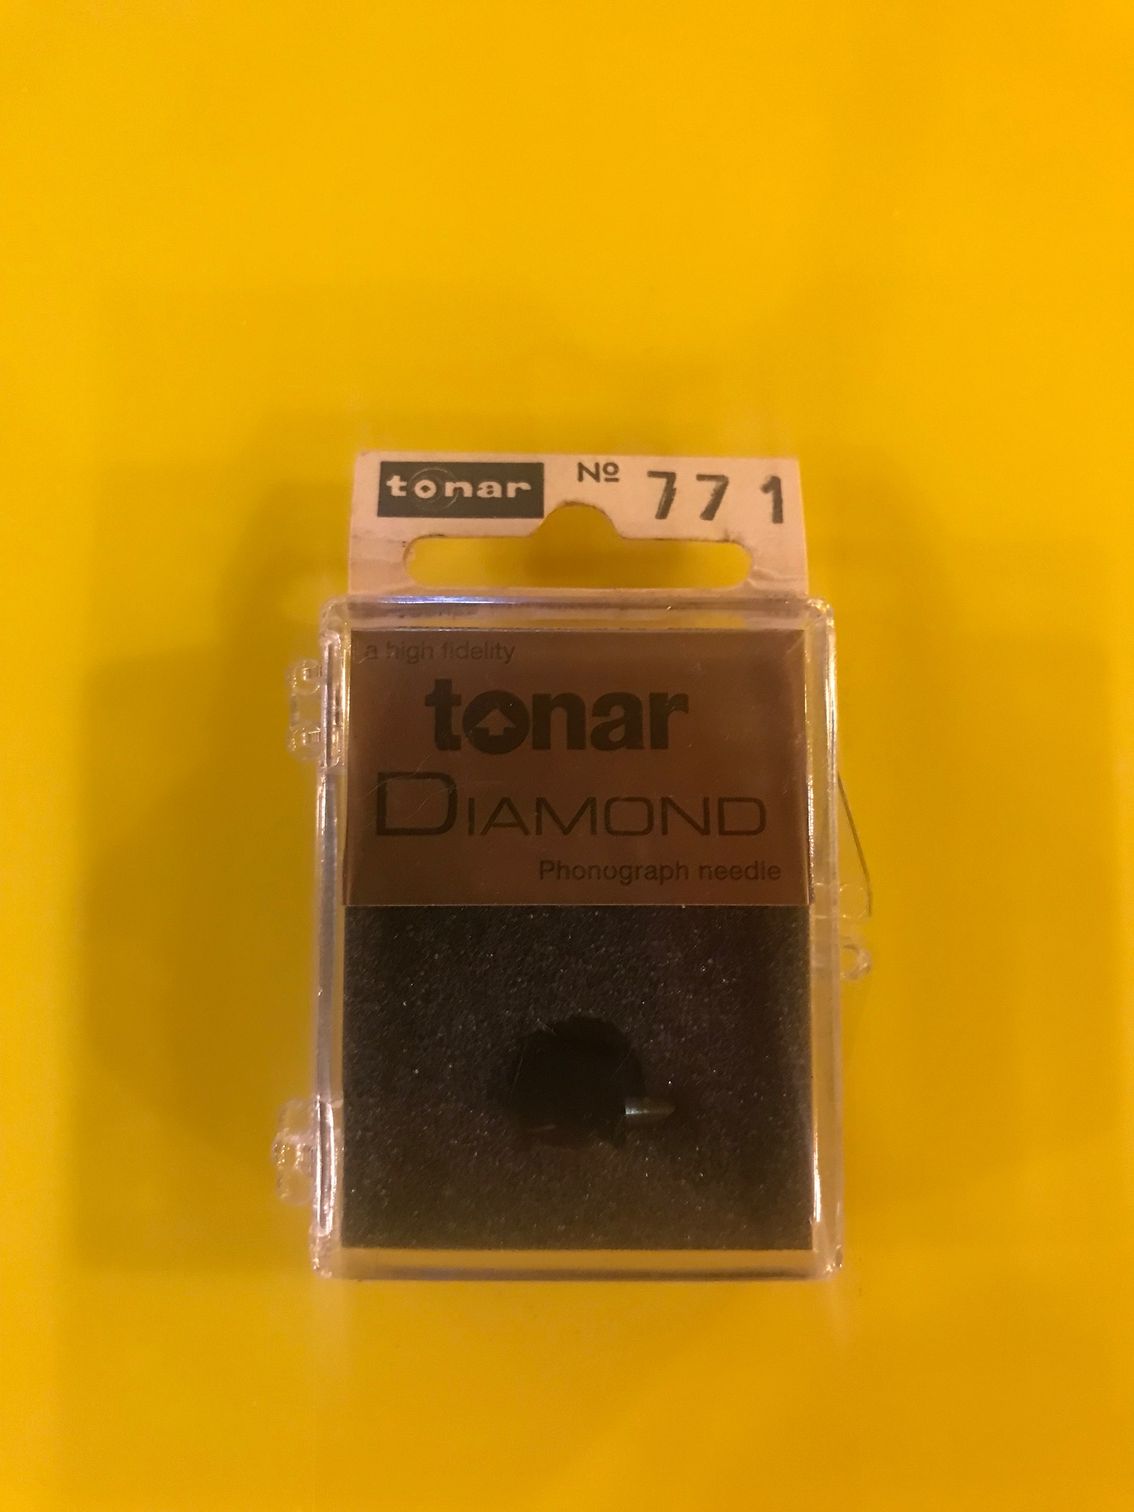 tonar Nº 771
a high fidelity
tonar
DIAMOND
Phonograph needle